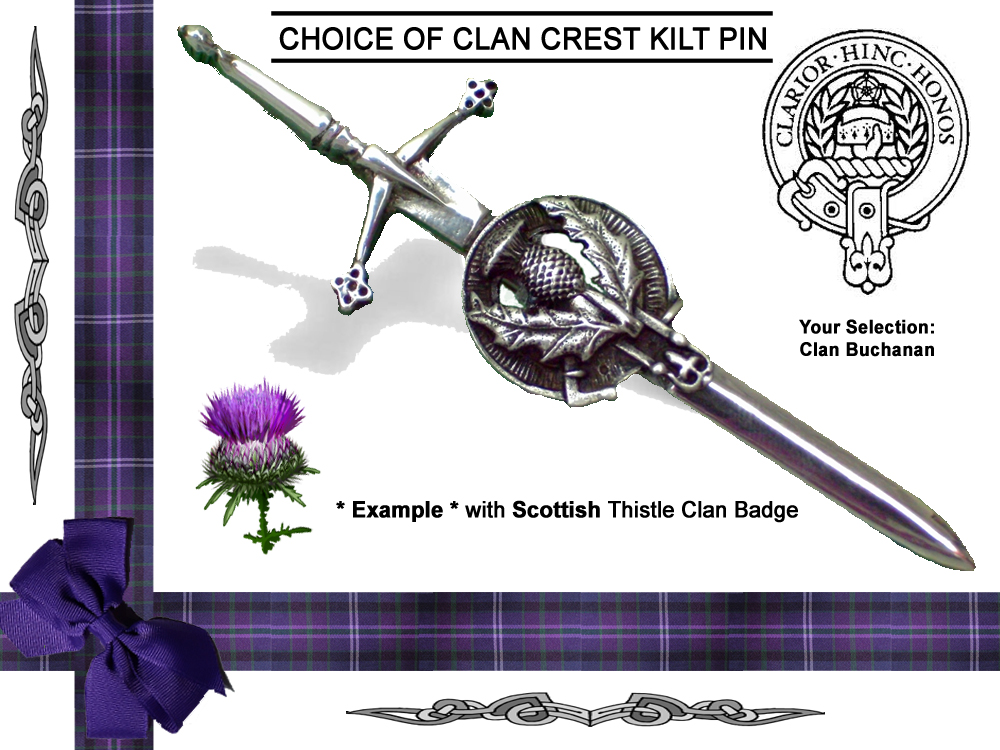 CHOICE OF CLAN CREST KILT PIN
CLARIOR · HINC · HONOS
Your Selection:
Clan Buchanan
* Example * with Scottish Thistle Clan Badge